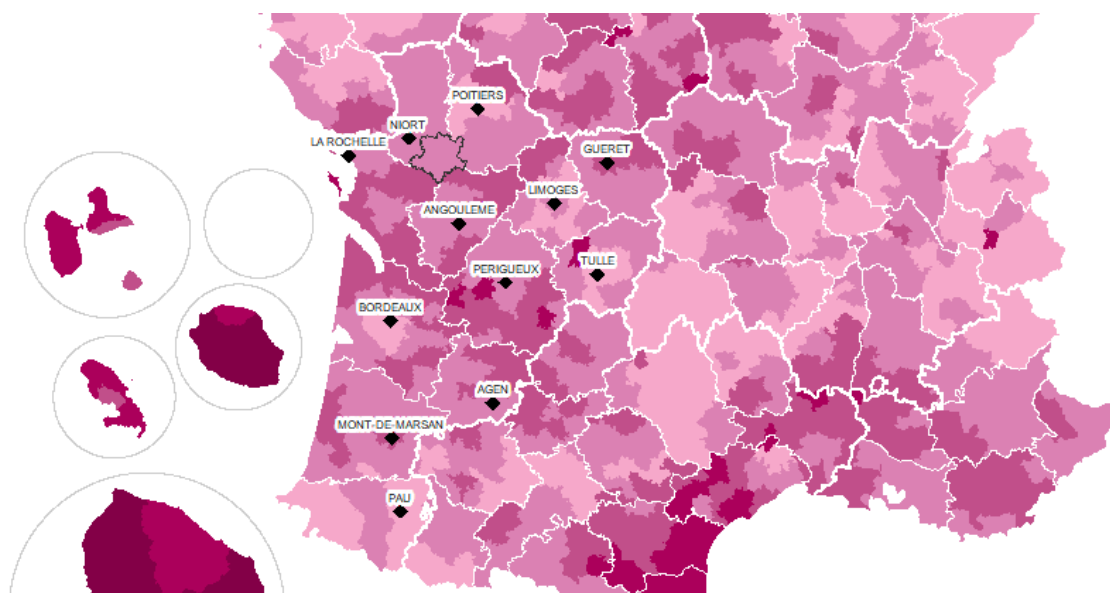 POITIERS
NIORT
LA ROCHELLE
GUERET
LIMOGES
ANGOULEME
TULLE
PERIGUEUX
BORDEAUX
AGEN
MONT-DE-MARSAN
PAU